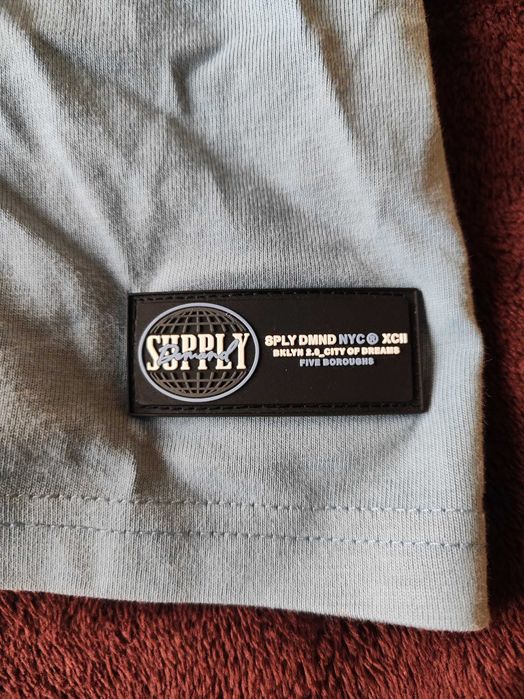 SUPPLY
Demand
SPLY DMND NYC® XCII
BKLYN 2.0_CITY OF DREAMS
FIVE BOROUGHS